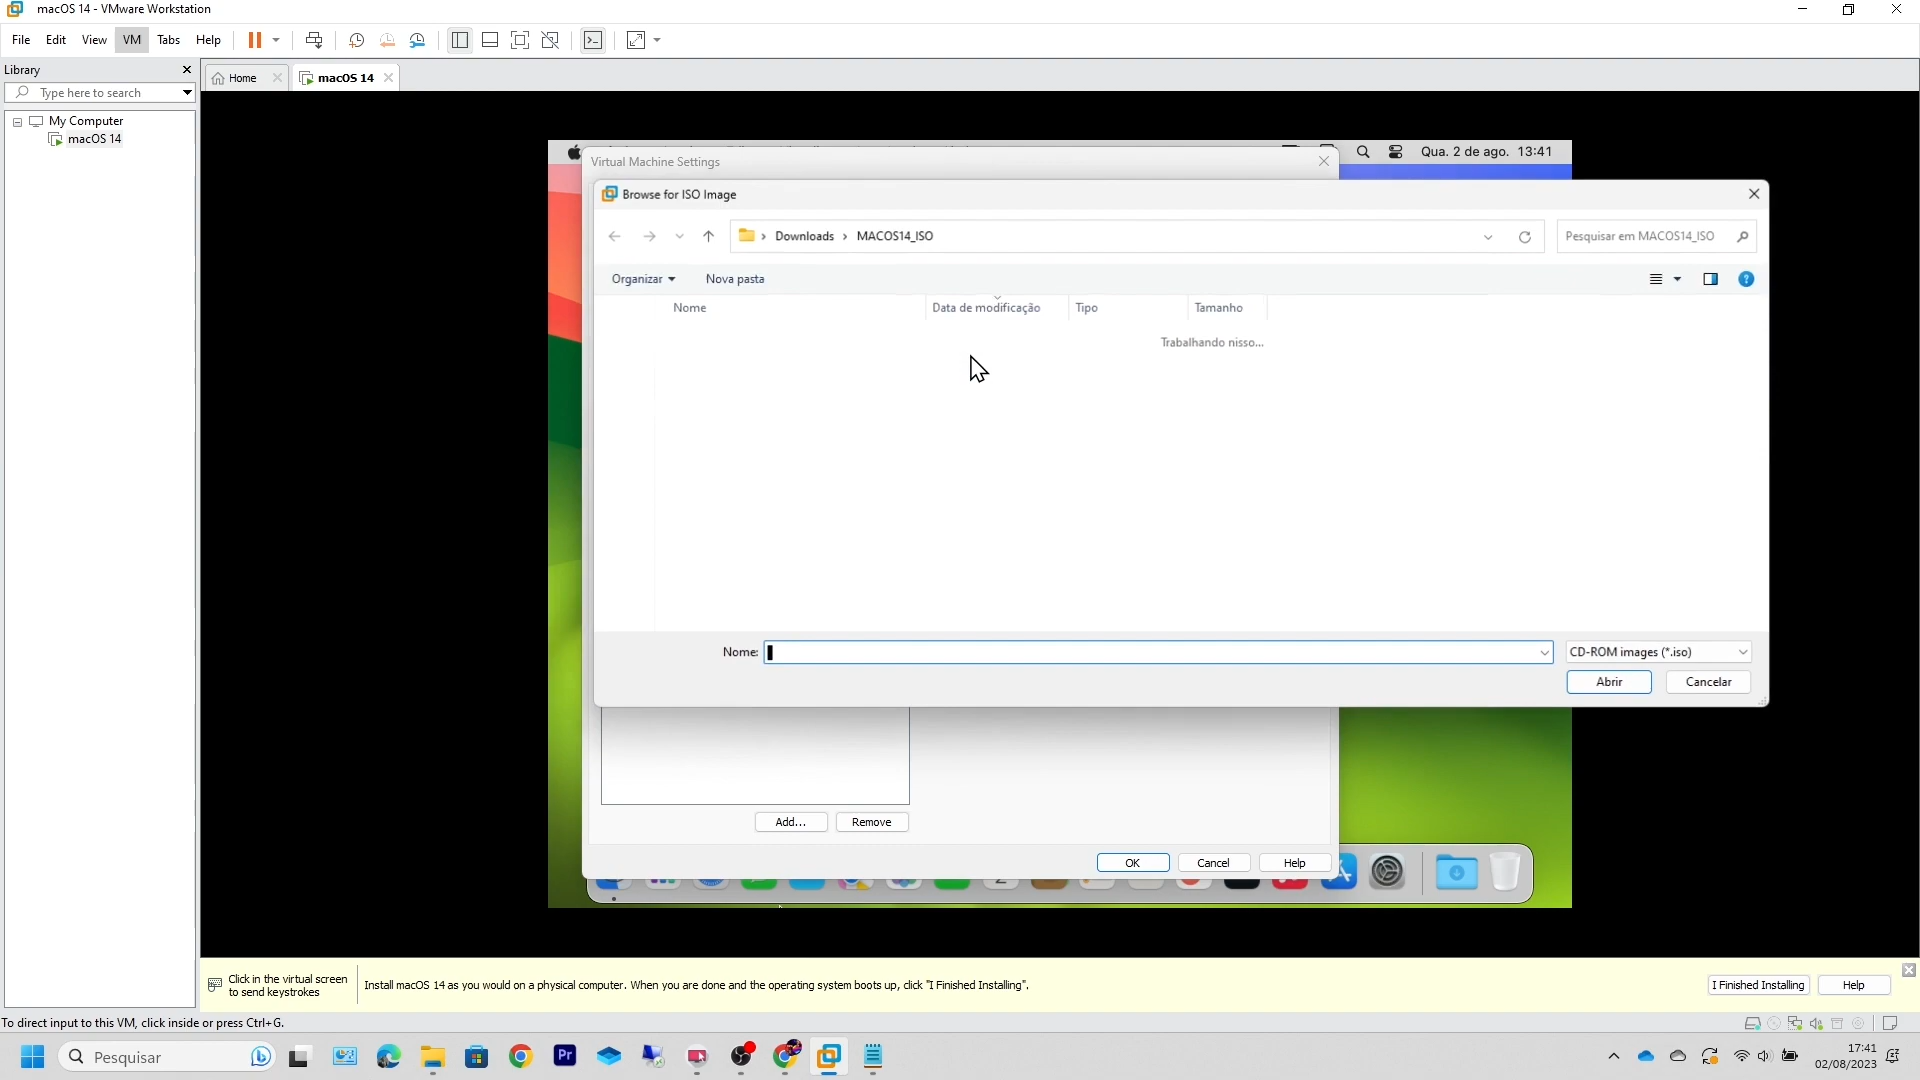 macOS 14 - VMware Workstation
File Edit View VM Tabs Help
Library
Home
macOS 14
Type here to search
My Computer
macOS 14
Qua. 2 de ago. 13:41
Virtual Machine Settings
Browse for ISO Image
Downloads
MACOS14_ISO
Pesquisar em MACOS14_ISO
Organizar
Nova pasta
Nome
Data de modificação
Tipo
Tamanho
Trabalhando nisso...
Nome:
CD-ROM images (*.iso)
Abrir
Cancelar
Add...
Remove
OK
Cancel
Help
Click in the virtual screen
to send keystrokes
Install macOS 14 as you would on a physical computer. When you are done and the operating system boots up, click "I Finished Installing".
I Finished Installing
Help
To direct input to this VM, click inside or press Ctrl+G.
Pesquisar
Pr
17:41
02/08/2023